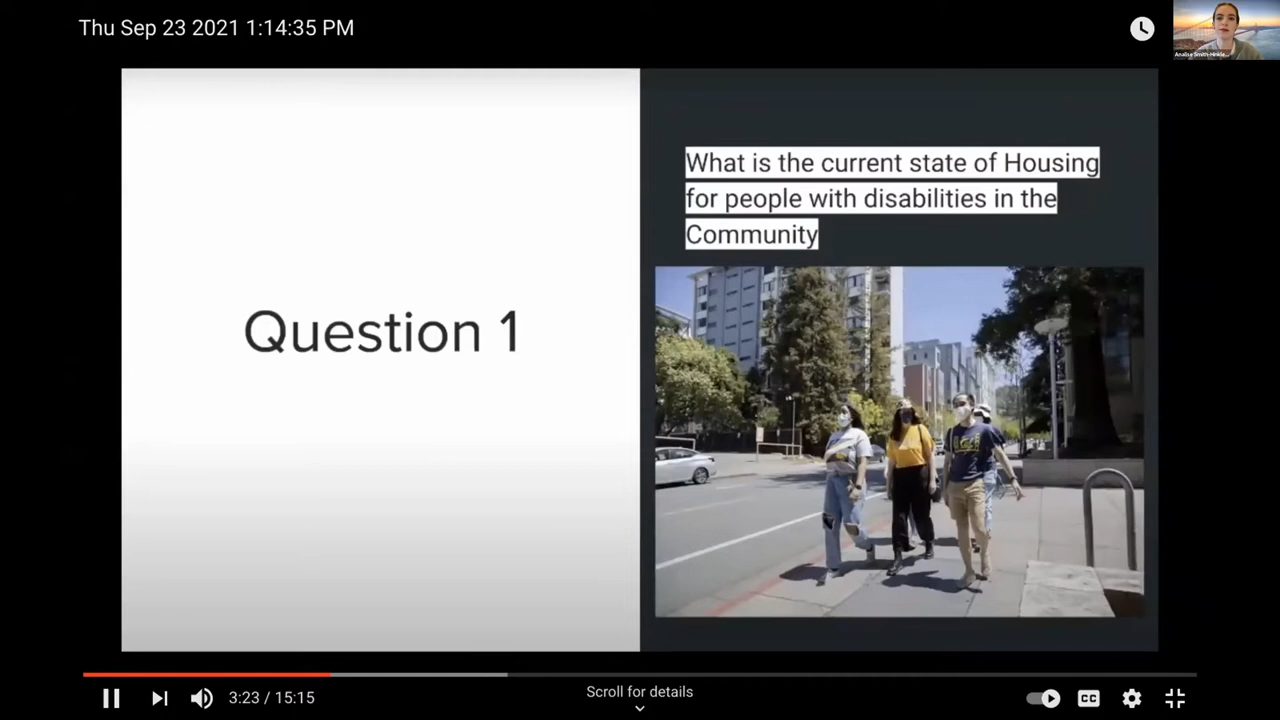 Thu Sep 23 2021 1:14:35 PM
What is the current state of Housing
for people with disabilities in the
Community
Question 1
3:23 / 15:15
Scroll for details
CC